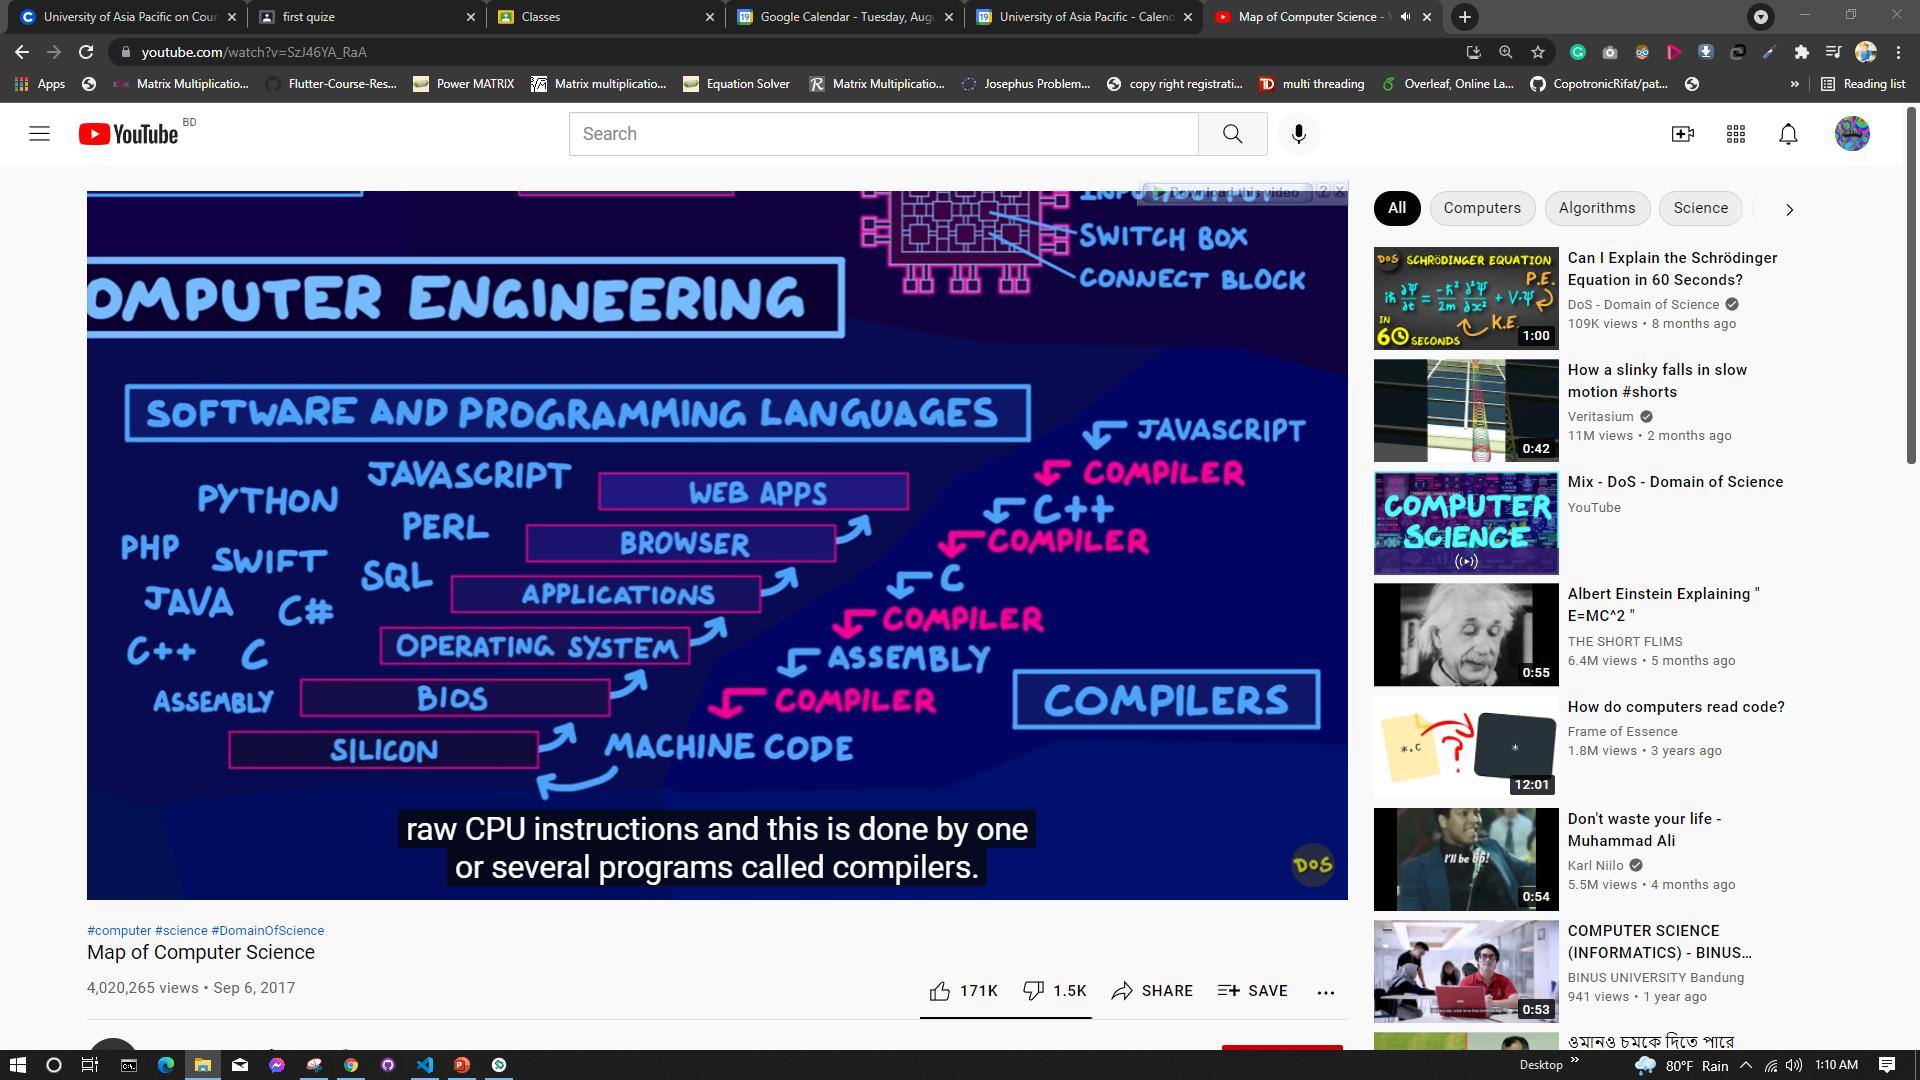 University of Asia Pacific on Cour
first quize
Classes
Google Calendar - Tuesday, Aug
University of Asia Pacific - Calend
Map of Computer Science -
youtube.com/watch?v=SzJ46YA_RaA
Apps
Matrix Multiplicatio...
Flutter-Course-Res...
Power MATRIX
Matrix multiplicatio...
Equation Solver
Matrix Multiplicatio...
Josephus Problem...
copy right registrati...
multi threading
Overleaf, Online La...
CopotronicRifat/pat...
Reading list
YouTube BD
Search
Download this video
SWITCH BOX
CONNECT BLOCK
OMPUTER ENGINEERING
SOFTWARE AND PROGRAMMING LANGUAGES
JAVASCRIPT
COMPILER
C++
COMPILER
C
COMPILER
ASSEMBLY
COMPILER
MACHINE CODE
PYTHON
JAVASCRIPT
PERL
PHP
SWIFT
SQL
JAVA
C#
C++
C
ASSEMBLY
WEB APPS
BROWSER
APPLICATIONS
OPERATING SYSTEM
BIOS
SILICON
COMPILERS
raw CPU instructions and this is done by one
or several programs called compilers.
DOS
#computer #science #DomainOfScience
Map of Computer Science
4,020,265 views • Sep 6, 2017
171K
1.5K
SHARE
SAVE
All
Computers
Algorithms
Science
DOS SCHRÖDINGER EQUATION
P.E.
K.E.
IN
60 SECONDS
1:00
Can I Explain the Schrödinger
Equation in 60 Seconds?
DoS - Domain of Science
109K views • 8 months ago
0:42
How a slinky falls in slow
motion #shorts
Veritasium
11M views • 2 months ago
COMPUTER
SCIENCE
Mix - DoS - Domain of Science
YouTube
0:55
Albert Einstein Explaining "
E=MC^2 "
THE SHORT FLIMS
6.4M views • 5 months ago
*.c
?
*
12:01
How do computers read code?
Frame of Essence
1.8M views • 3 years ago
I'll be 65!
0:54
Don't waste your life -
Muhammad Ali
Karl Niilo
5.5M views • 4 months ago
0:53
COMPUTER SCIENCE
(INFORMATICS) - BINUS...
BINUS UNIVERSITY Bandung
941 views • 1 year ago
ওমানও চমকে দিতে পারে
Desktop
80°F Rain
1:10 AM